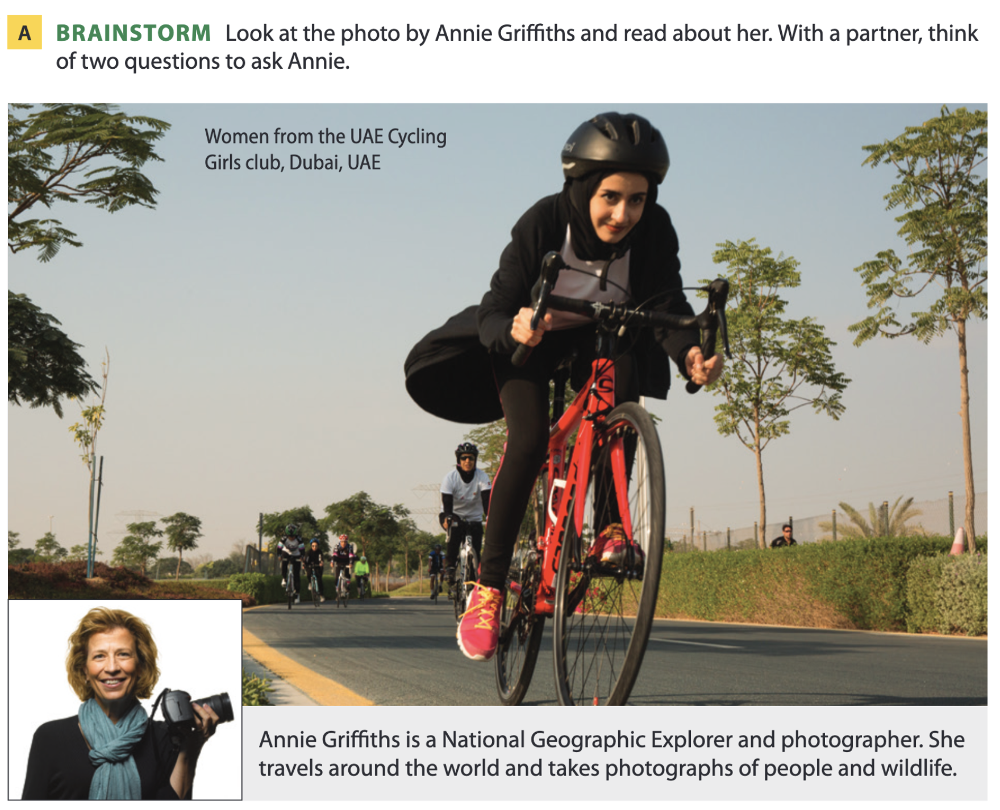 A BRAINSTORM Look at the photo by Annie Griffiths and read about her. With a partner, think
of two questions to ask Annie.
Women from the UAE Cycling
Girls club, Dubai, UAE
Annie Griffiths is a National Geographic Explorer and photographer. She
travels around the world and takes photographs of people and wildlife.